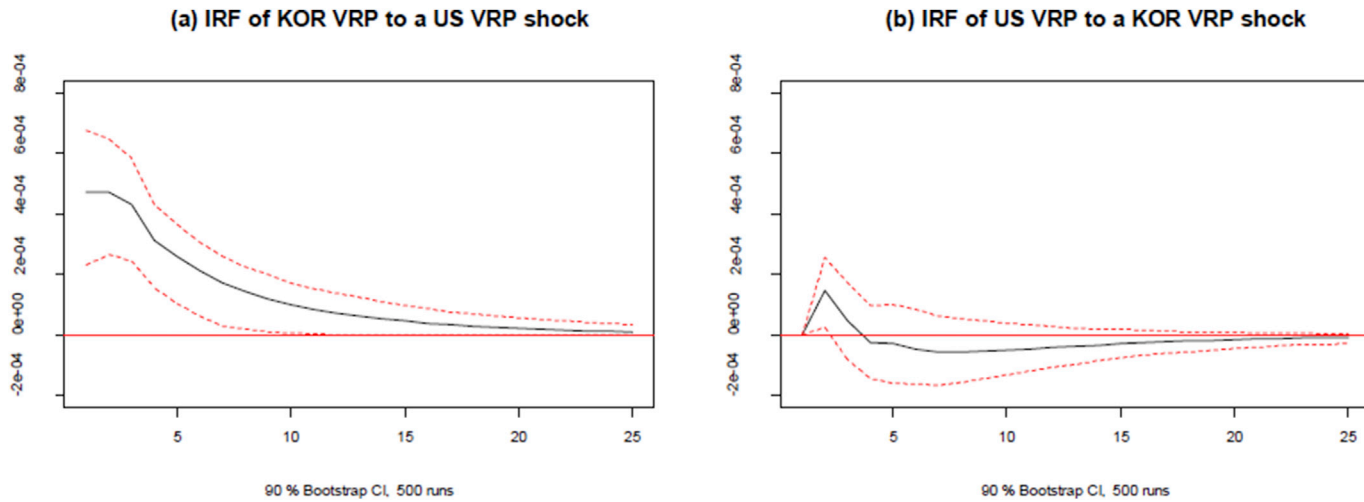 (a) IRF of KOR VRP to a US VRP shock
8e-04
6e-04
4e-04
2e-04
0e+00
-2e-04
5 10 15 20 25
90 % Bootstrap CI, 500 runs
(b) IRF of US VRP to a KOR VRP shock
8e-04
6e-04
4e-04
2e-04
0e+00
-2e-04
5 10 15 20 25
90 % Bootstrap CI, 500 runs